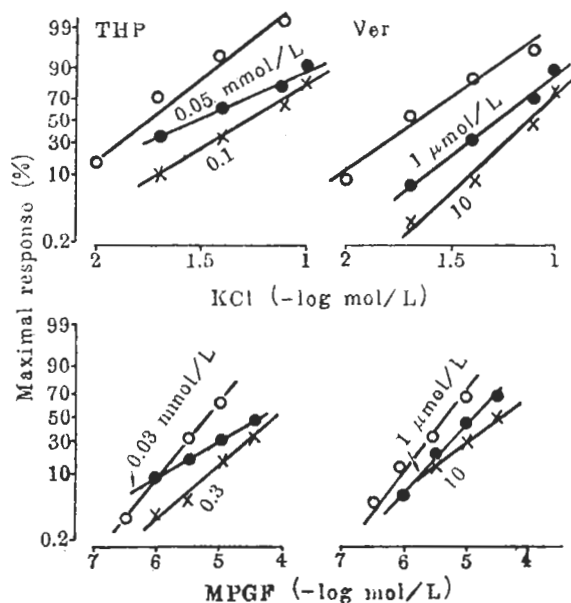 THP
Ver
99
90
70
50
30
10
0.2
0.05 mmol/L
0.1
1 μmol/L
10
2 1.5 1
2 1.5 1
KCl (-log mol/L)
Maximal response (%)
99
90
70
50
30
10
0.2
0.03 mmol/L
0.3
1 μmol/L
10
7 6 5 4
7 6 5 4
MPGF (-log mol/L)